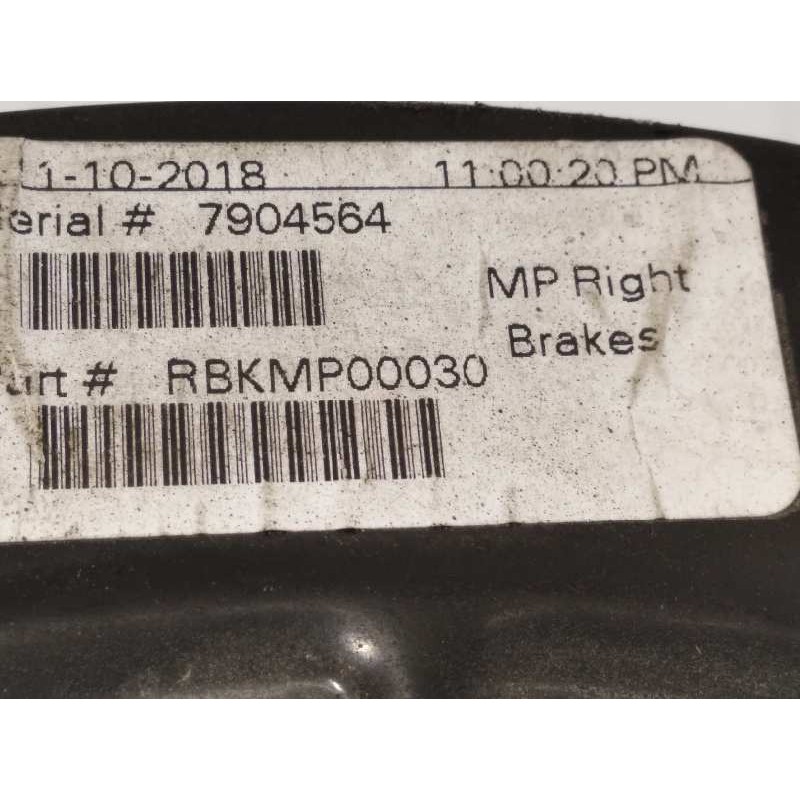 1-10-2018 11:00:20 PM
erial # 7904564
MP Right
Brakes
art # RBKMP00030